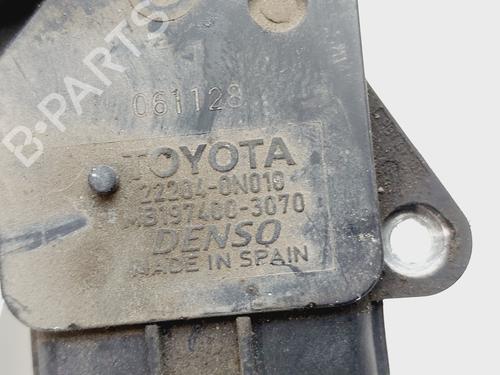 B-PARTS
061128
TOYOTA
22204-0N010
MB197400-3070
DENSO
MADE IN SPAIN